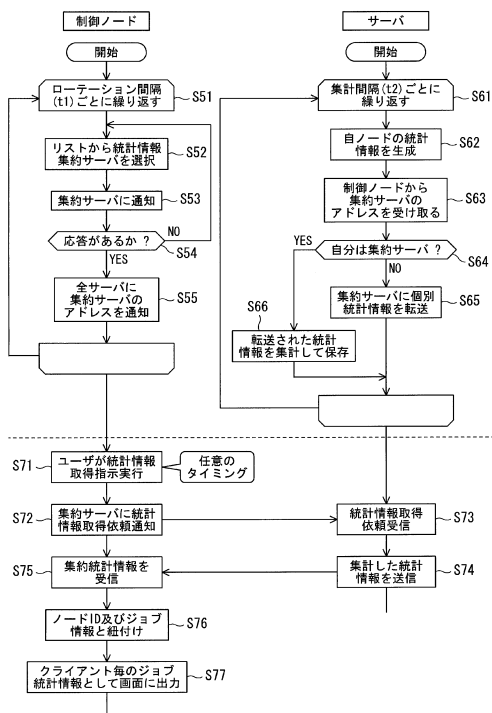 制御ノード
開始
ローテーション間隔
(t1)ごとに繰り返す
S51
リストから統計情報
集約サーバを選択
S52
集約サーバに通知
S53
応答があるか ?
NO
S54
YES
全サーバに
集約サーバの
アドレスを通知
S55
サーバ
開始
集計間隔(t2)ごとに
繰り返す
S61
自ノードの統計
情報を生成
S62
制御ノードから
集約サーバの
アドレスを受け取る
S63
YES
自分は集約サーバ ?
S64
NO
集約サーバに個別
統計情報を転送
S65
S66
転送された統計
情報を集計して保存
S71
ユーザが統計情報
取得指示実行
任意の
タイミング
S72
集約サーバに統計
情報取得依頼通知
統計情報取得
依頼受信
S73
S75
集約統計情報を
受信
集計した統計
情報を送信
S74
ノードID及びジョブ
情報と紐付け
S76
クライアント毎のジョブ
統計情報として画面に出力
S77